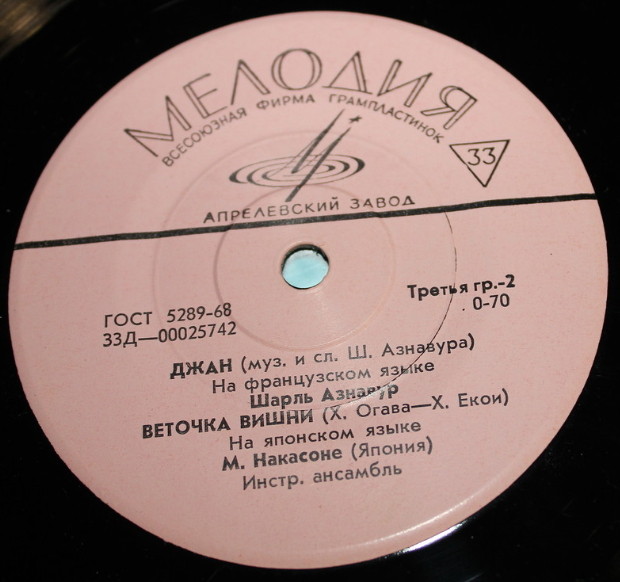 МЕЛОДИЯ
ВСЕСОЮЗНАЯ ФИРМА ГРАМПЛАСТИНОК
33
АПРЕЛЕВСКИЙ ЗАВОД
ГОСТ 5289-68
33Д—00025742
Третья гр.-2
0-70
ДЖАН (муз. и сл. Ш. Азнавура)
На французском языке
Шарль Азнавур
ВЕТОЧКА ВИШНИ (Х. Огава—Х. Екои)
На японском языке
М. Накасоне (Япония)
Инстр. ансамбль